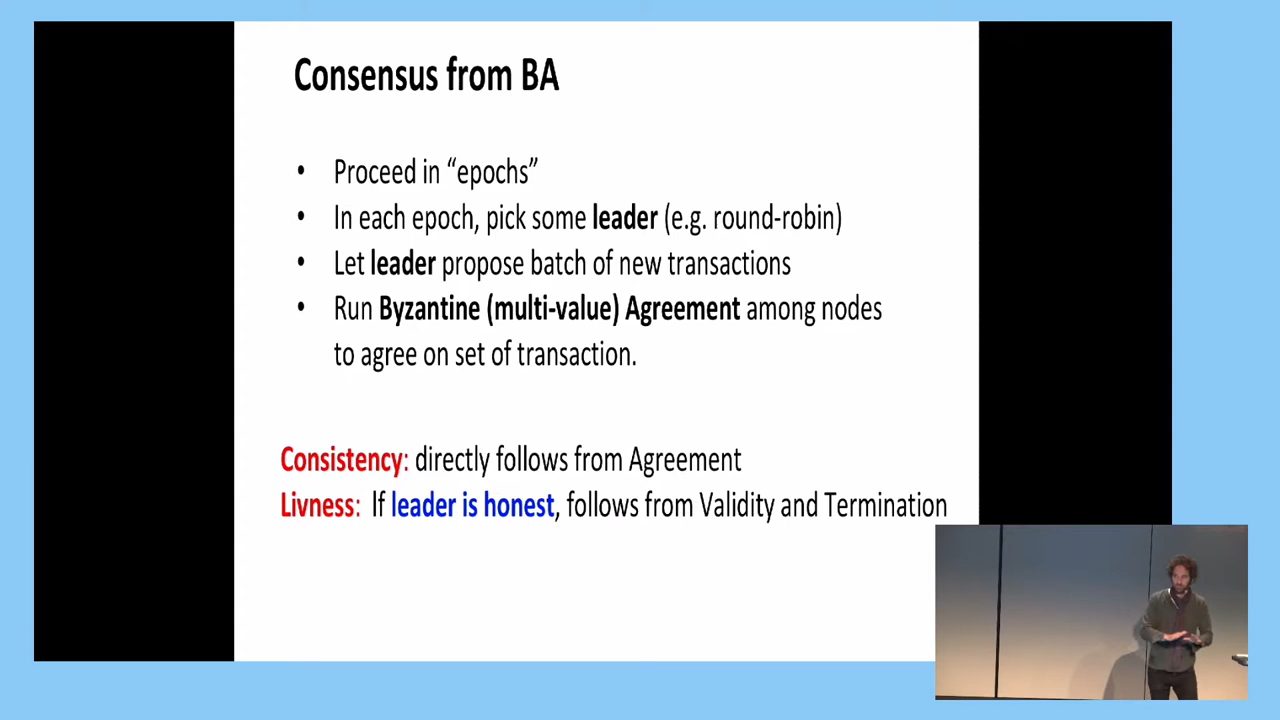 Consensus from BA
• Proceed in “epochs”
• In each epoch, pick some leader (e.g. round-robin)
• Let leader propose batch of new transactions
• Run Byzantine (multi-value) Agreement among nodes
to agree on set of transaction.
Consistency: directly follows from Agreement
Livness: If leader is honest, follows from Validity and Termination